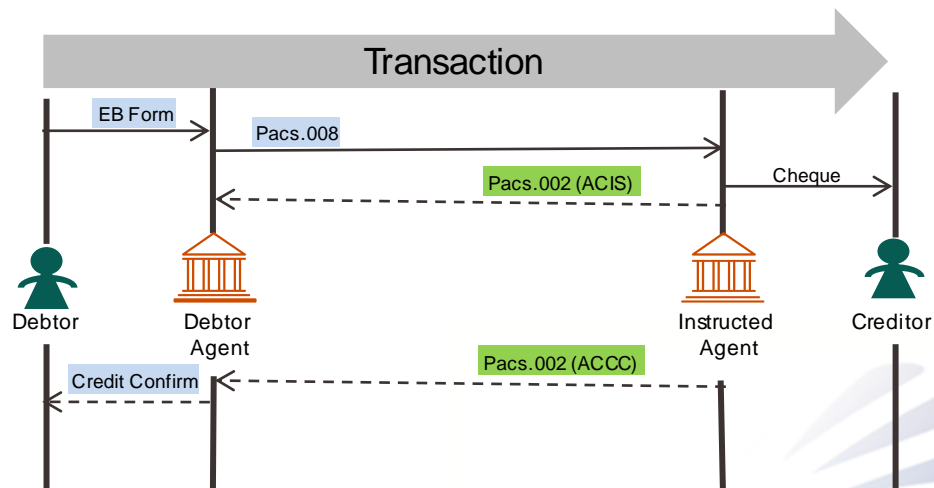 Transaction
EB Form
Pacs.008
Pacs.002 (ACIS)
Cheque
Debtor
Debtor
Agent
Instructed
Agent
Creditor
Pacs.002 (ACCC)
Credit Confirm